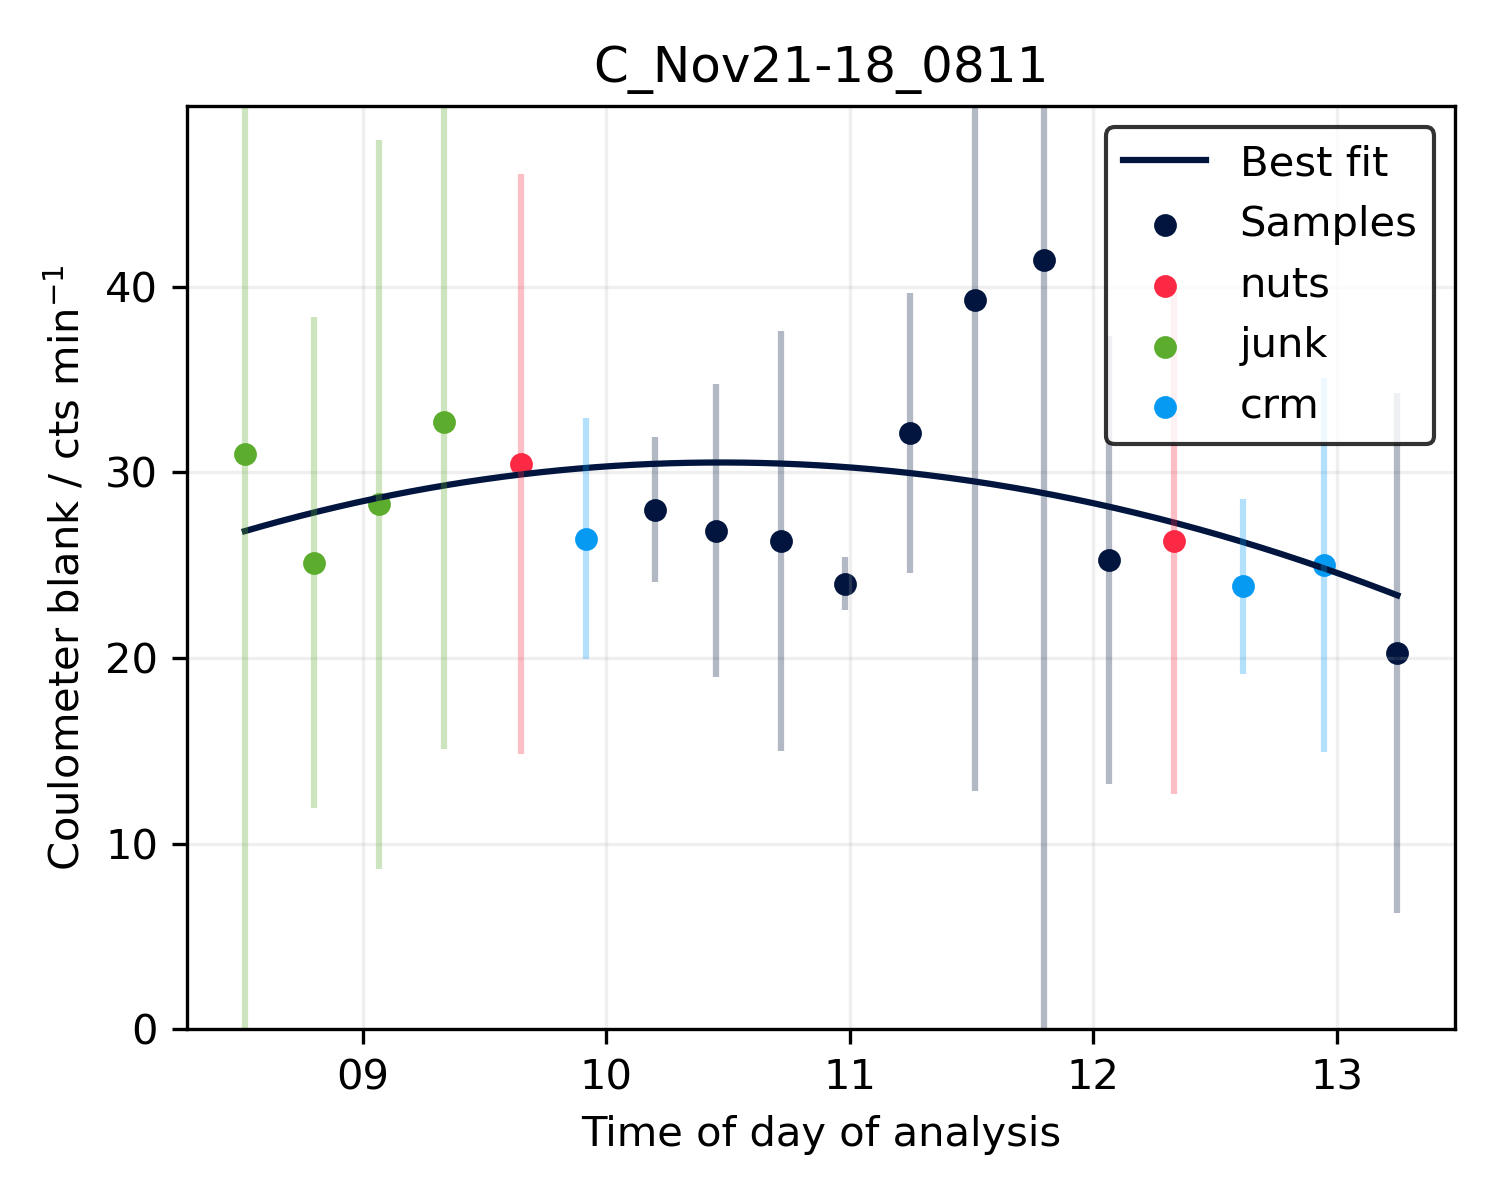 C_Nov21-18_0811
Coulometer blank / cts min⁻¹
40
30
20
10
0
Best fit
Samples
nuts
junk
crm
09 10 11 12 13
Time of day of analysis